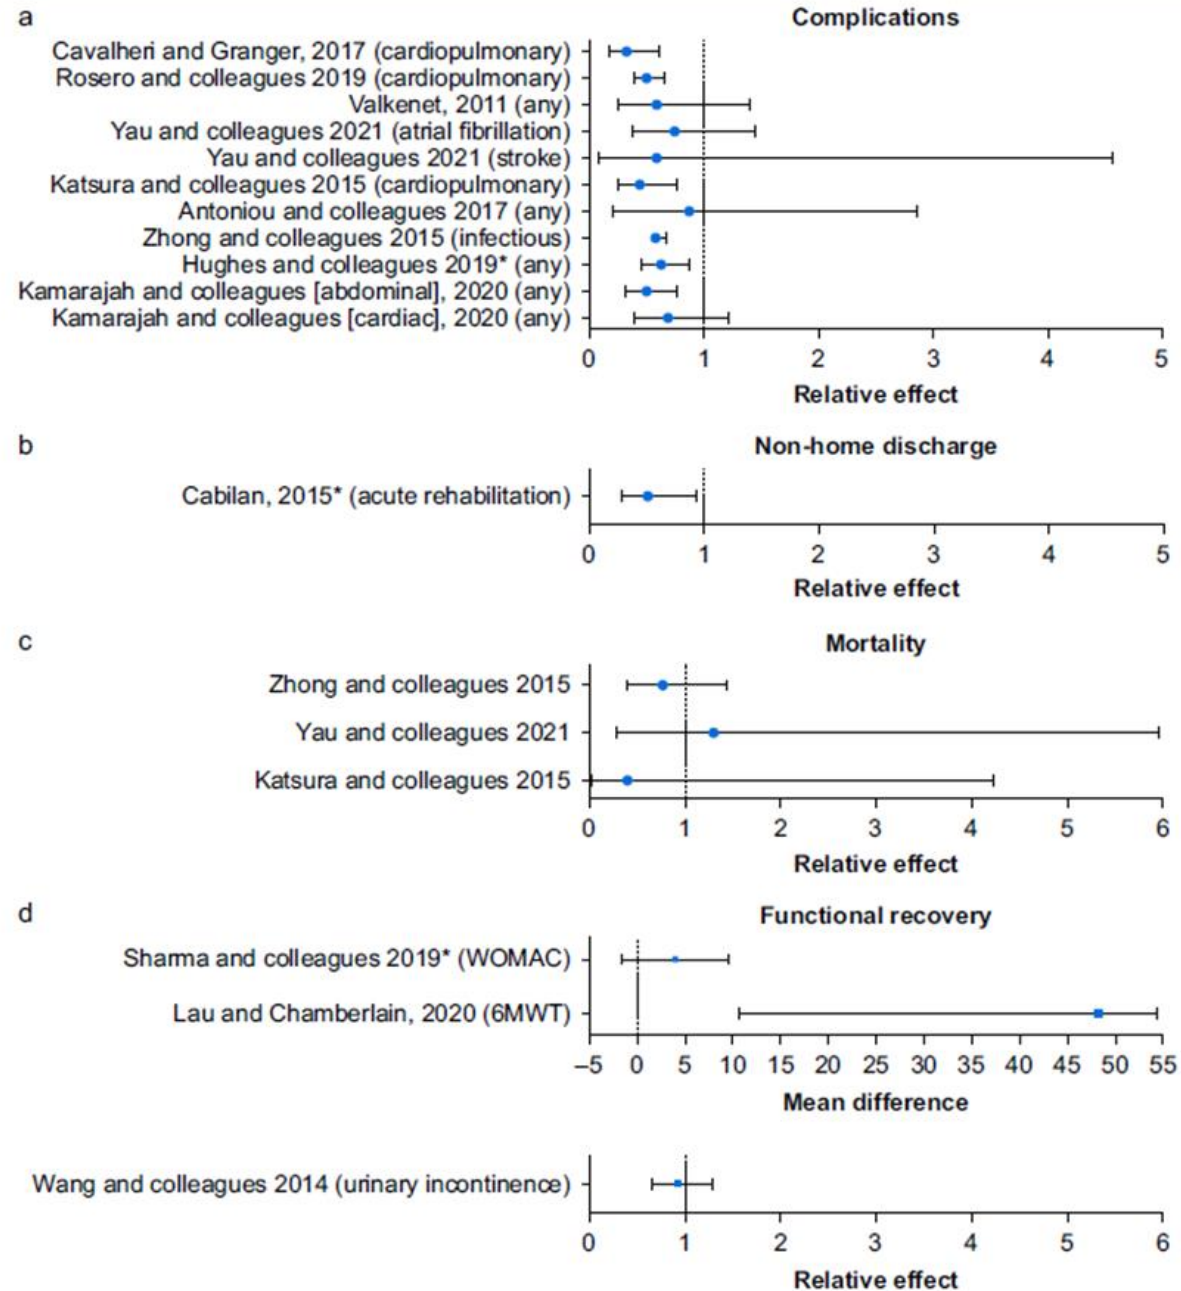 a
Complications
Cavalheri and Granger, 2017 (cardiopulmonary)
Rosero and colleagues 2019 (cardiopulmonary)
Valkenet, 2011 (any)
Yau and colleagues 2021 (atrial fibrillation)
Yau and colleagues 2021 (stroke)
Katsura and colleagues 2015 (cardiopulmonary)
Antoniou and colleagues 2017 (any)
Zhong and colleagues 2015 (infectious)
Hughes and colleagues 2019* (any)
Kamarajah and colleagues [abdominal], 2020 (any)
Kamarajah and colleagues [cardiac], 2020 (any)
0 1 2 3 4 5
Relative effect
b
Non-home discharge
Cabilan, 2015* (acute rehabilitation)
0 1 2 3 4 5
Relative effect
c
Mortality
Zhong and colleagues 2015
Yau and colleagues 2021
Katsura and colleagues 2015
0 1 2 3 4 5 6
Relative effect
d
Functional recovery
Sharma and colleagues 2019* (WOMAC)
Lau and Chamberlain, 2020 (6MWT)
–5 0 5 10 15 20 25 30 35 40 45 50 55
Mean difference
Wang and colleagues 2014 (urinary incontinence)
0 1 2 3 4 5 6
Relative effect